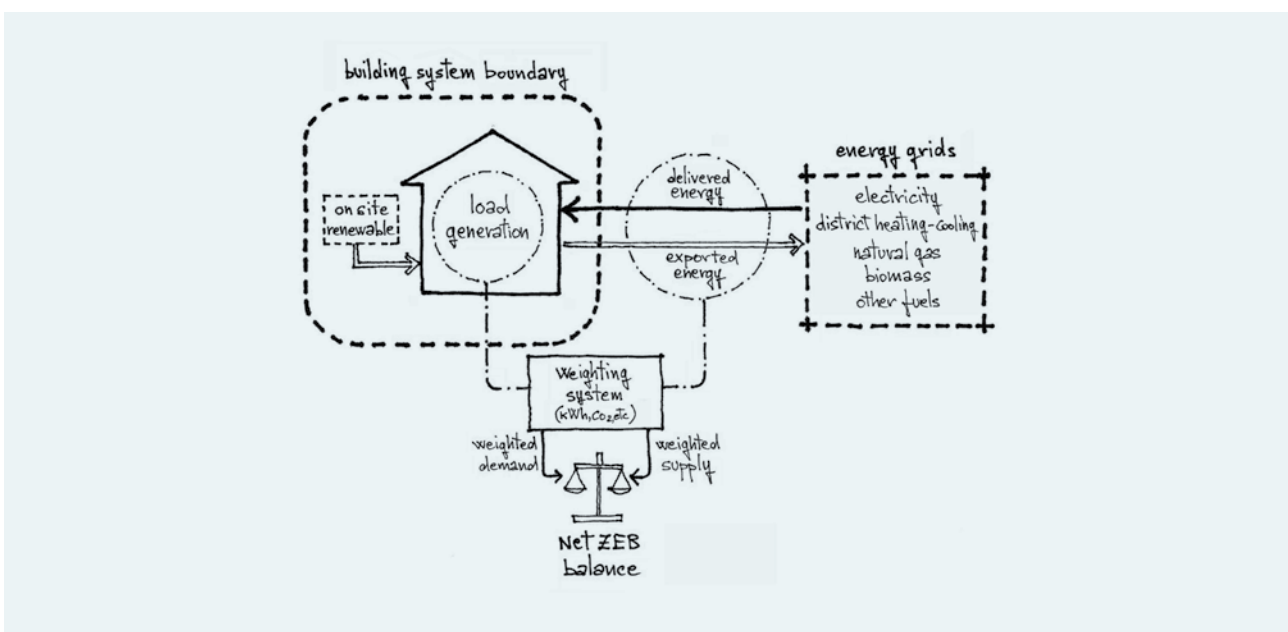 building system boundary
on site
renewable
load
generation
delivered
energy
exported
energy
energy grids
electricity
district heating-cooling
natural gas
biomass
other fuels
Weighting
system
(kWh, CO2, etc)
weighted
demand
weighted
supply
Net ZEB
balance